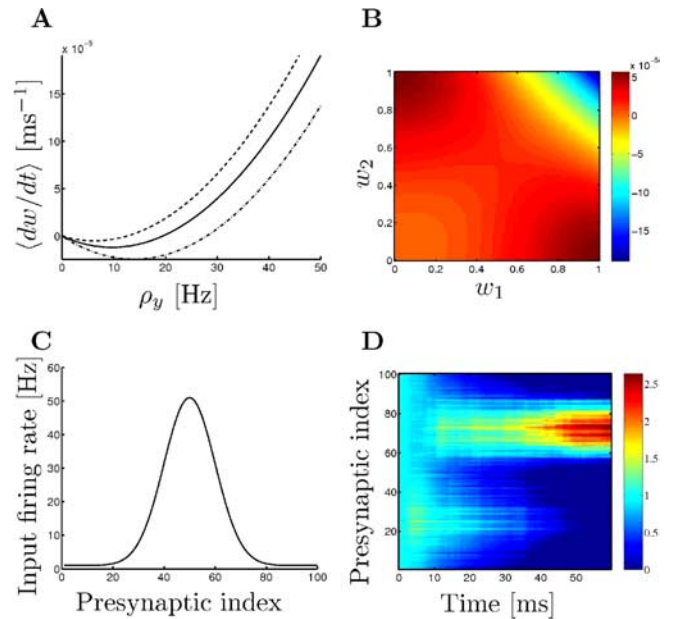 A
x 10⁻⁵
15
10
5
0
0 10 20 30 40 50
⟨dw/dt⟩ [ms⁻¹]
ρy [Hz]
B
1
0.8
0.6
0.4
0.2
0
0 0.2 0.4 0.6 0.8 1
w2
w1
x 10⁻⁵
5
0
−5
−10
−15
C
60
50
40
30
20
10
0
0 20 40 60 80 100
Input firing rate [Hz]
Presynaptic index
D
100
80
60
40
20
0 10 20 30 40 50
Presynaptic index
Time [ms]
2.5
2
1.5
1
0.5
0